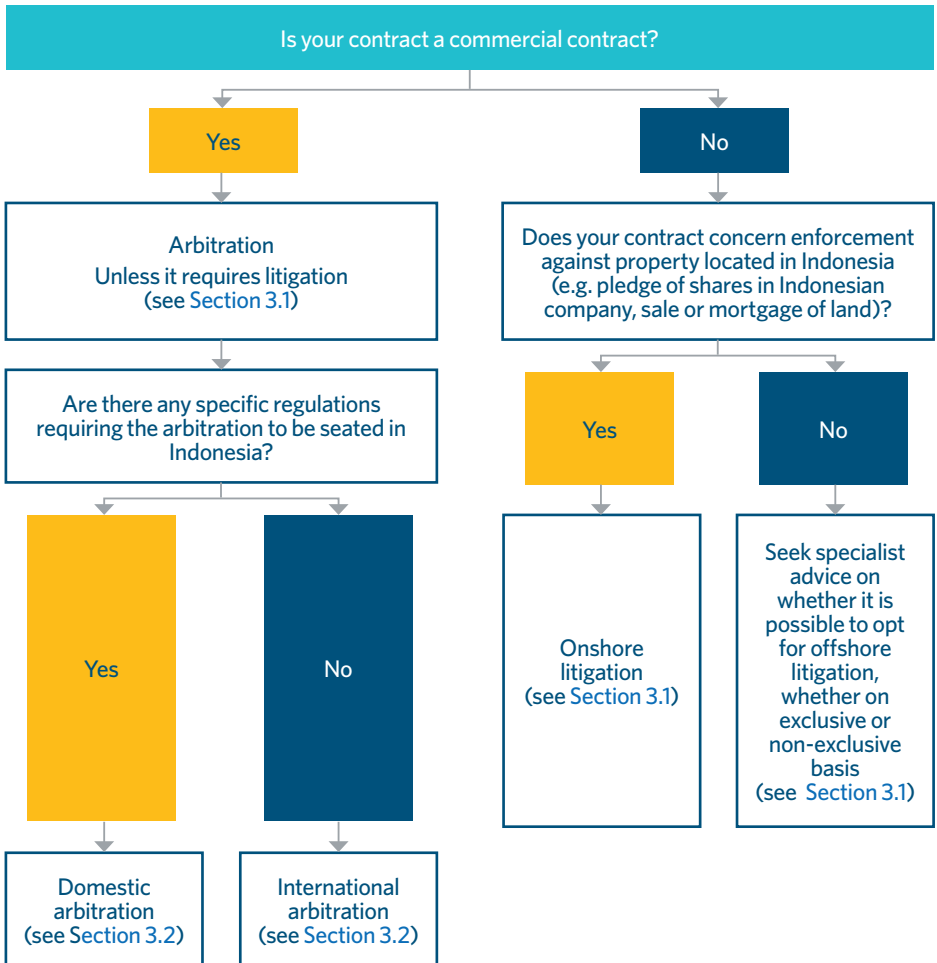 Is your contract a commercial contract?
Yes
No
Arbitration
Unless it requires litigation
(see Section 3.1)
Does your contract concern enforcement
against property located in Indonesia
(e.g. pledge of shares in Indonesian
company, sale or mortgage of land)?
Are there any specific regulations
requiring the arbitration to be seated in
Indonesia?
Yes
No
Yes
No
Onshore
litigation
(see Section 3.1)
Seek specialist
advice on
whether it is
possible to opt
for offshore
litigation,
whether on
exclusive or
non-exclusive
basis
(see Section 3.1)
Domestic
arbitration
(see Section 3.2)
International
arbitration
(see Section 3.2)